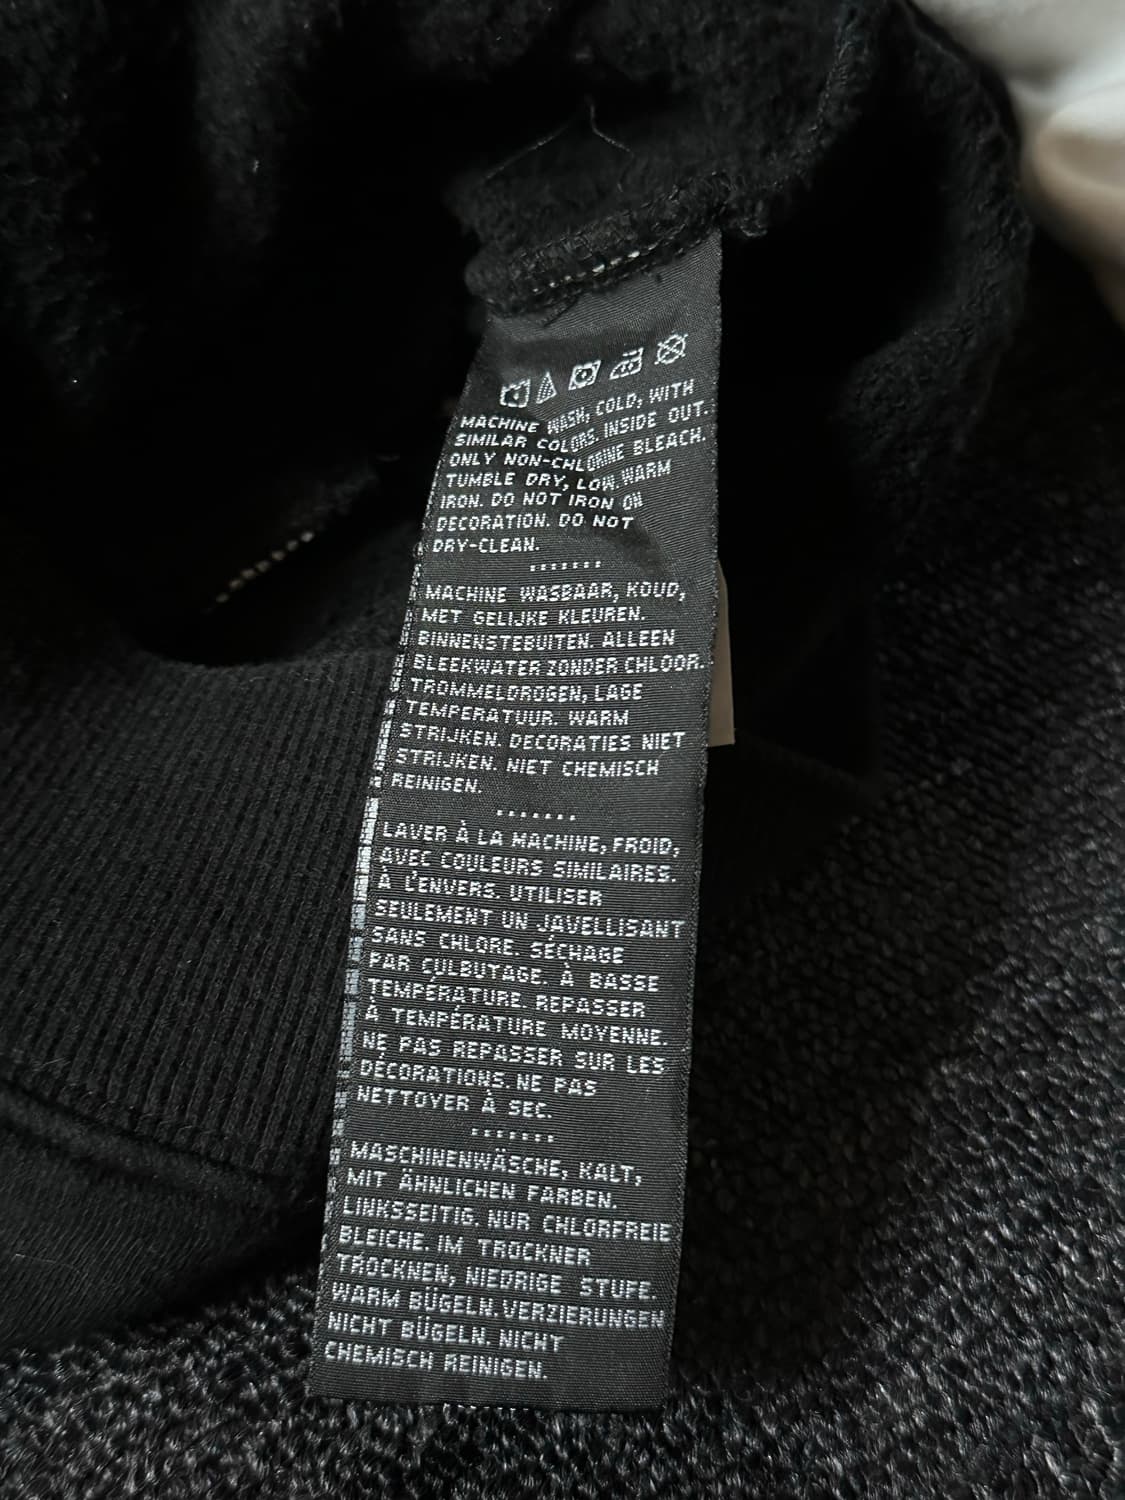 MACHINE WASH, COLD, WITH
SIMILAR COLORS. INSIDE OUT.
ONLY NON-CHLORINE BLEACH.
TUMBLE DRY, LOW. WARM
IRON. DO NOT IRON ON
DECORATION. DO NOT
DRY-CLEAN.
.......
MACHINE WASBAAR, KOUD,
MET GELIJKE KLEUREN.
BINNENSTEBUITEN. ALLEEN
BLEEKWATER ZONDER CHLOOR.
TROMMELDROGEN, LAGE
TEMPERATUUR. WARM
STRIJKEN. DECORATIES NIET
STRIJKEN. NIET CHEMISCH
REINIGEN.
.......
LAVER À LA MACHINE, FROID,
AVEC COULEURS SIMILAIRES.
À L'ENVERS. UTILISER
SEULEMENT UN JAVELLISANT
SANS CHLORE. SÉCHAGE
PAR CULBUTAGE. À BASSE
TEMPÉRATURE. REPASSER
À TEMPÉRATURE MOYENNE.
NE PAS REPASSER SUR LES
DÉCORATIONS. NE PAS
NETTOYER À SEC.
.......
MASCHINENWÄSCHE, KALT,
MIT ÄHNLICHEN FARBEN.
LINKSSEITIG. NUR CHLORFREIE
BLEICHE. IM TROCKNER
TROCKNEN, NIEDRIGE STUFE.
WARM BÜGELN. VERZIERUNGEN
NICHT BÜGELN. NICHT
CHEMISCH REINIGEN.